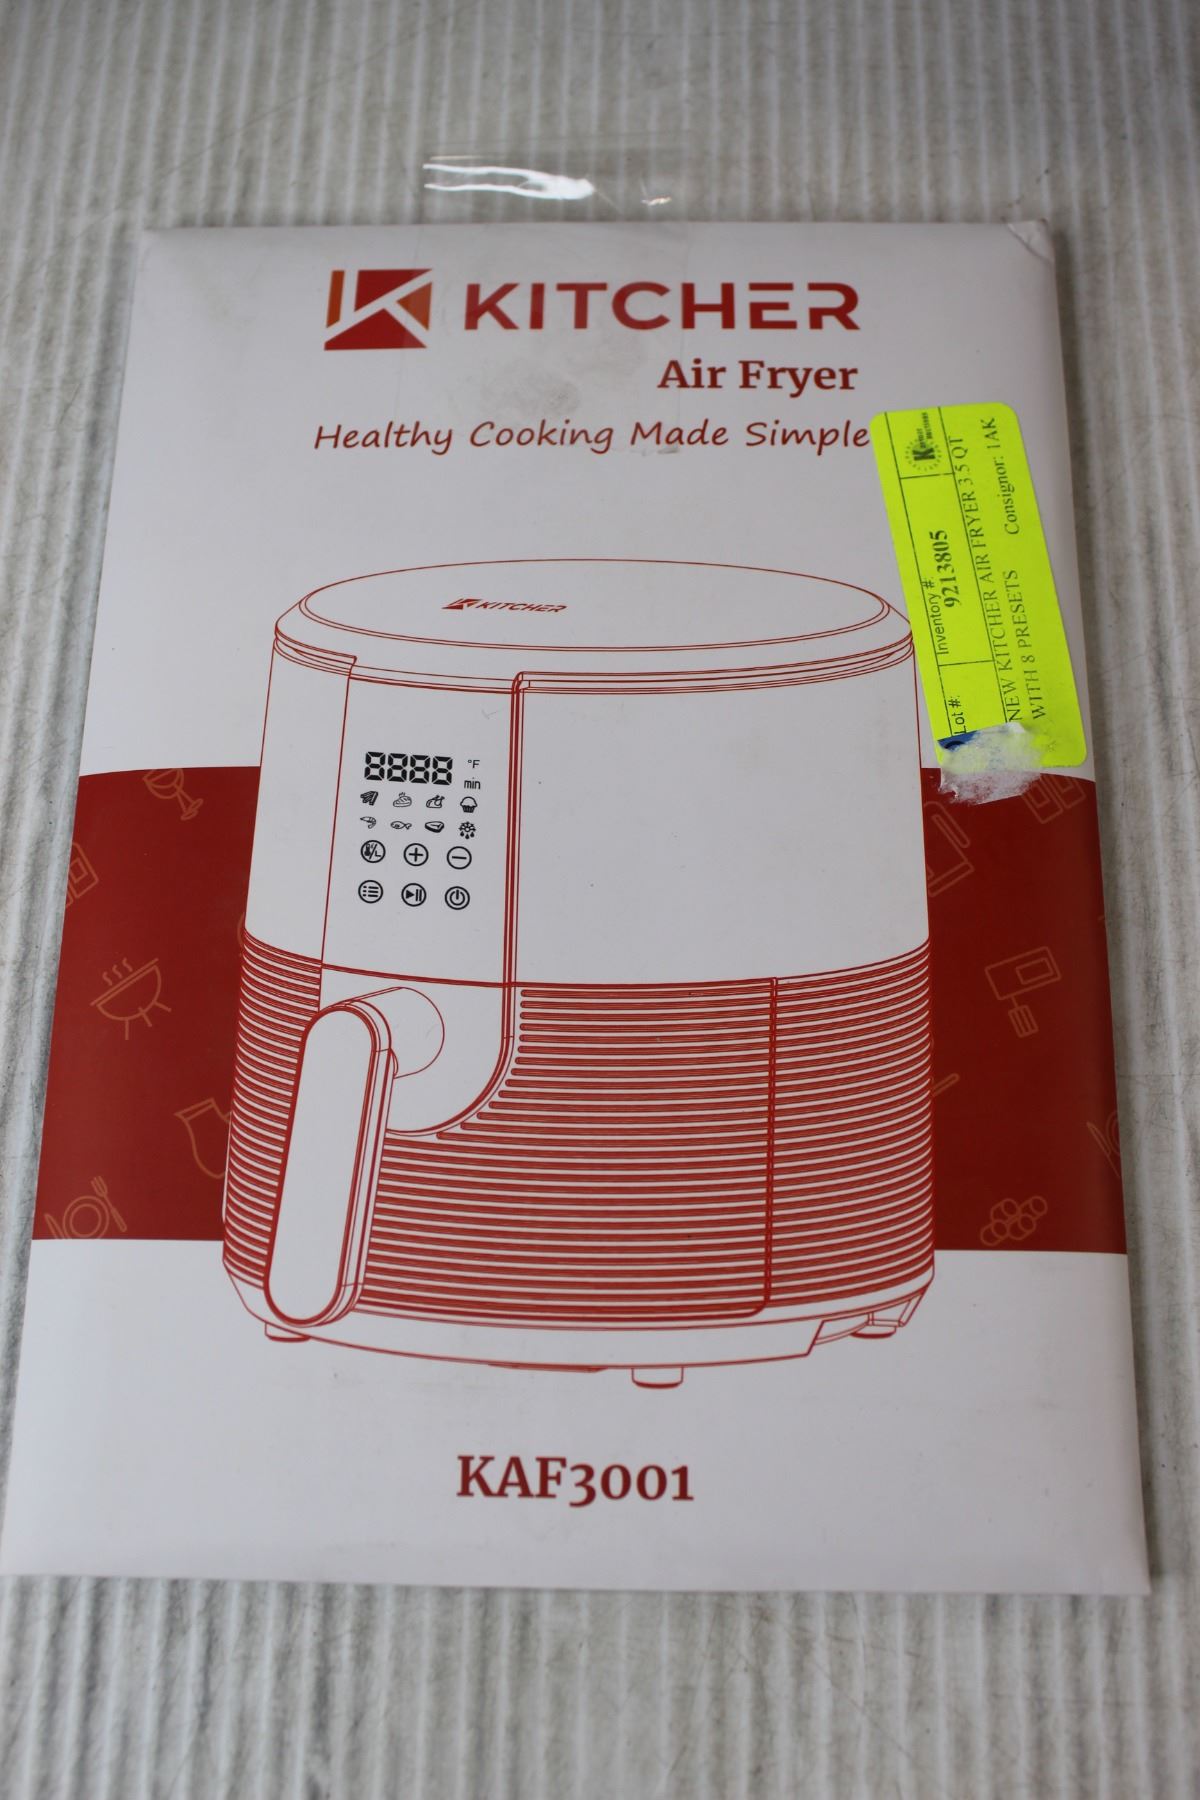 KITCHER
Air Fryer
Healthy Cooking Made Simple
Lot #:
Inventory #:
9213805
NEW KITCHER AIR FRYER 3.5 QT
WITH 8 PRESETS Consignor: 1AK
KITCHER
8888 °F
min
KAF3001